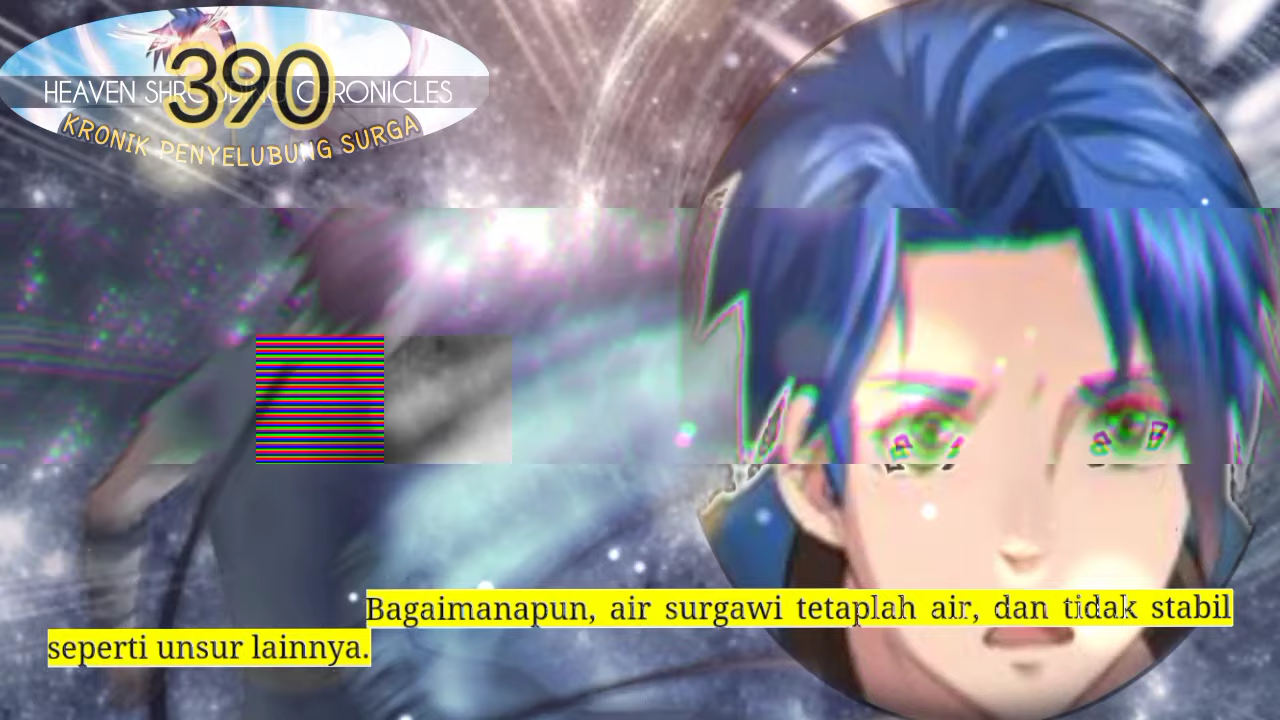 390
HEAVEN SHROUDING CHRONICLES
KRONIK PENYELUBUNG SURGA
Bagaimanapun, air surgawi tetaplah air, dan tidak stabil
seperti unsur lainnya.